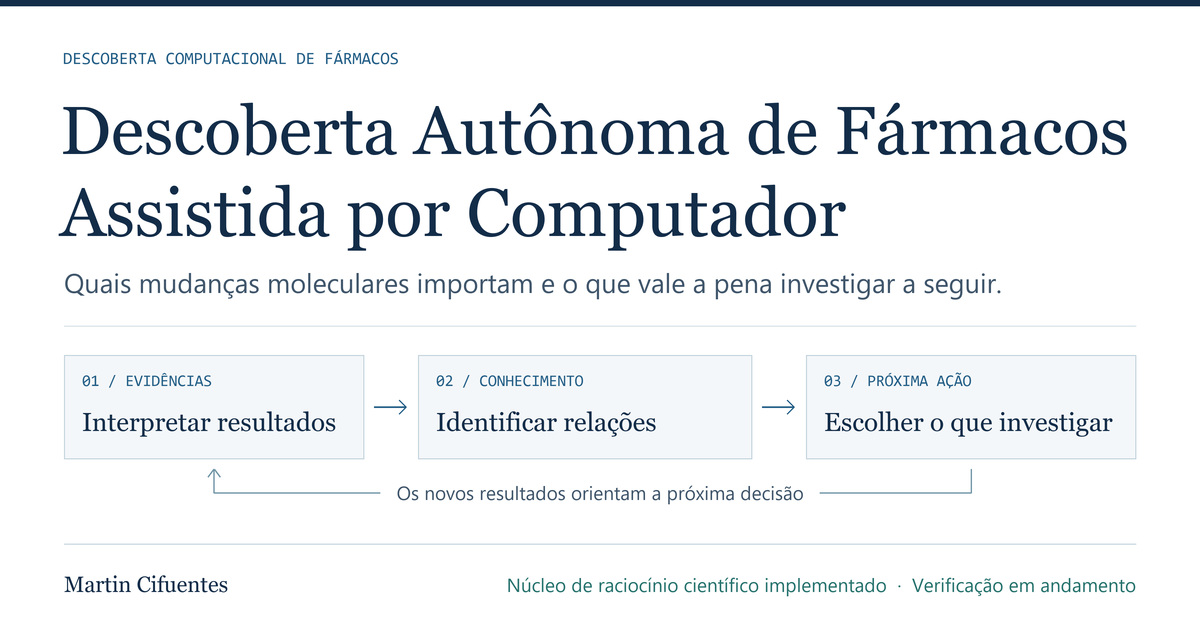 DESCOBERTA COMPUTACIONAL DE FÁRMACOS
Descoberta Autônoma de Fármacos
Assistida por Computador
Quais mudanças moleculares importam e o que vale a pena investigar a seguir.
01 / EVIDÊNCIAS
Interpretar resultados
02 / CONHECIMENTO
Identificar relações
03 / PRÓXIMA AÇÃO
Escolher o que investigar
Os novos resultados orientam a próxima decisão
Martin Cifuentes
Núcleo de raciocínio científico implementado · Verificação em andamento